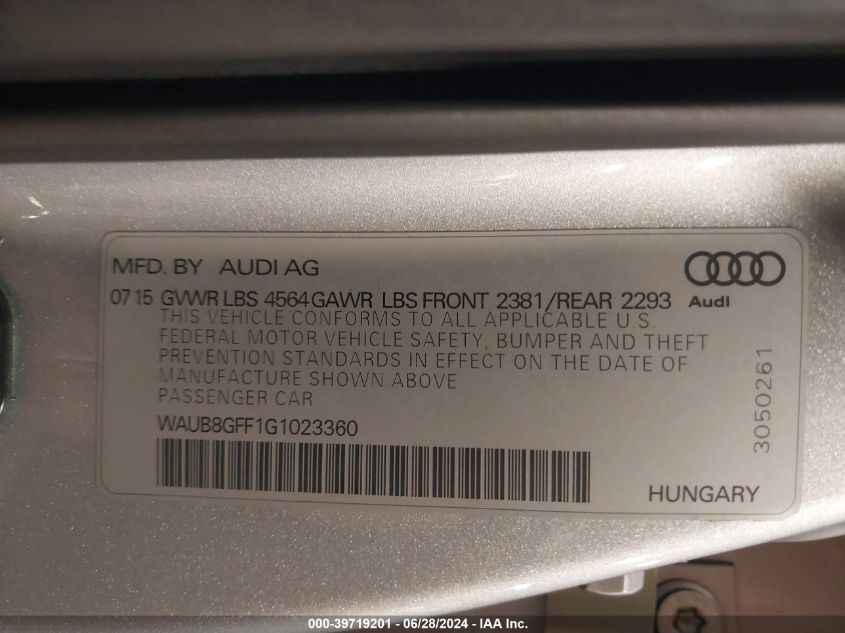 MFD. BY AUDI AG
0715 GVWR LBS 4564 GAWR LBS FRONT 2381/REAR 2293
Audi
THIS VEHICLE CONFORMS TO ALL APPLICABLE U.S.
FEDERAL MOTOR VEHICLE SAFETY, BUMPER AND THEFT
PREVENTION STANDARDS IN EFFECT ON THE DATE OF
MANUFACTURE SHOWN ABOVE
PASSENGER CAR
WAUB8GFF1G1023360
3050261
HUNGARY
000-39719201 - 06/28/2024 - IAA Inc.